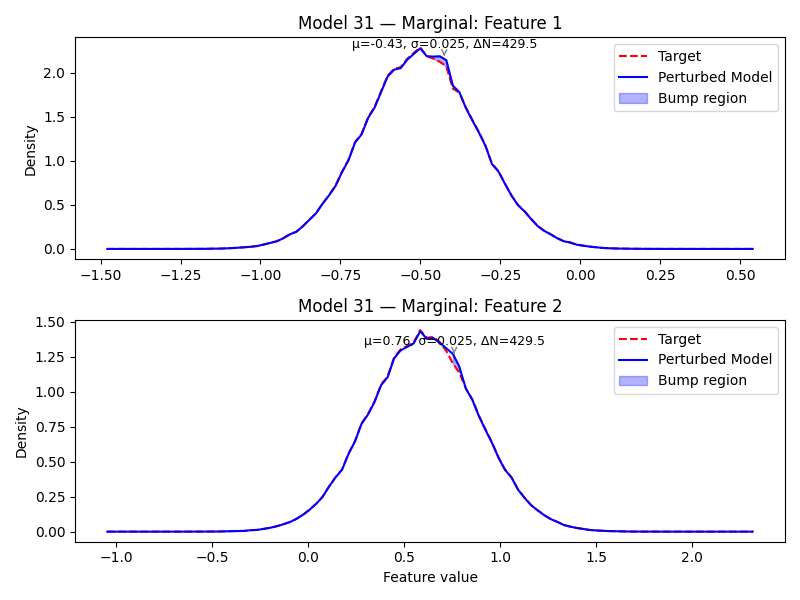 Model 31 — Marginal: Feature 1
μ=-0.43, σ=0.025, ΔN=429.5
Target
Perturbed Model
Bump region
Density
2.0
1.5
1.0
0.5
0.0
−1.50 −1.25 −1.00 −0.75 −0.50 −0.25 0.00 0.25 0.50
Model 31 — Marginal: Feature 2
μ=0.76, σ=0.025, ΔN=429.5
Target
Perturbed Model
Bump region
Density
1.50
1.25
1.00
0.75
0.50
0.25
0.00
−1.0 −0.5 0.0 0.5 1.0 1.5 2.0
Feature value